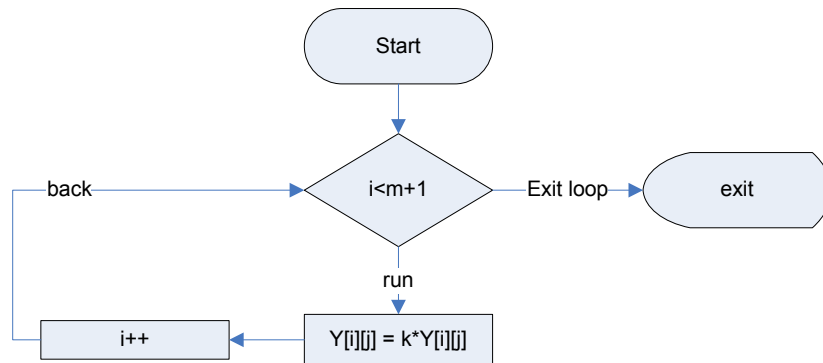 Start
back
i<m+1
Exit loop
exit
run
i++
Y[i][j] = k*Y[i][j]